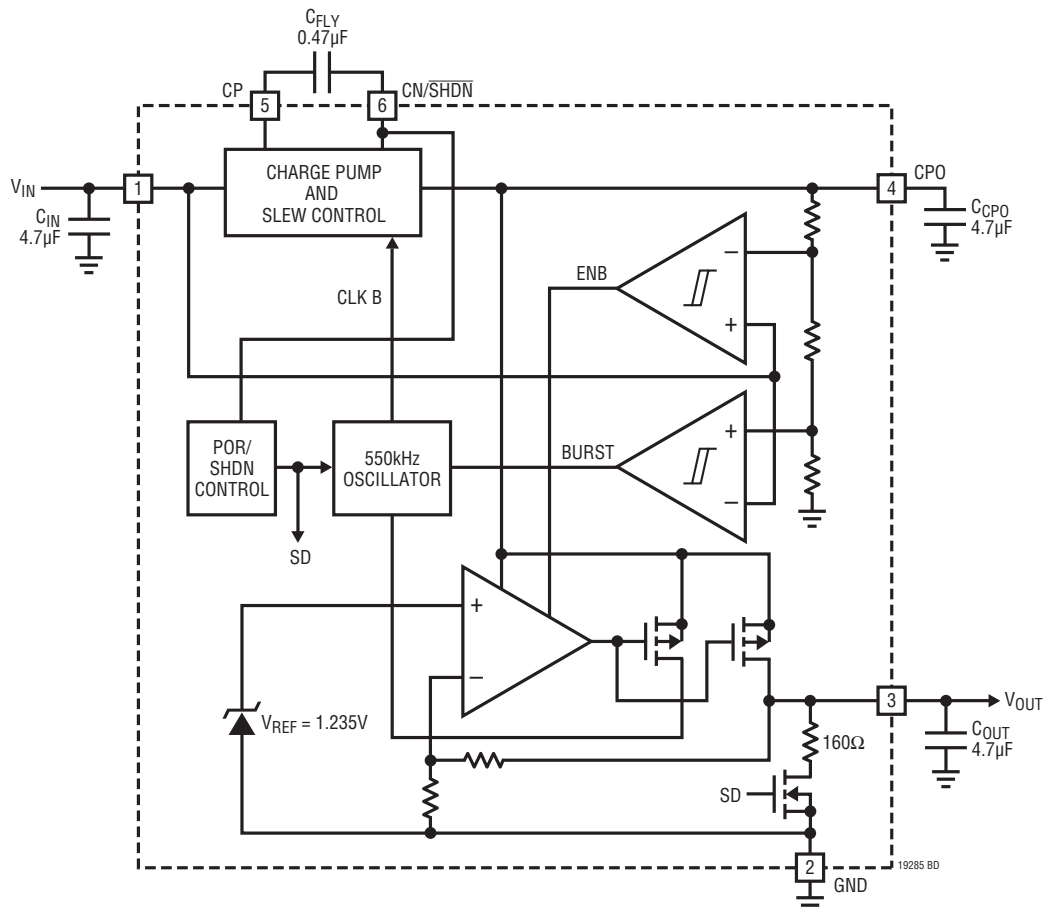 CFLY
0.47µF
CP
5
6
CN/SHDN
VIN
1
CHARGE PUMP
AND
SLEW CONTROL
4
CPO
CIN
4.7µF
CCPO
4.7µF
CLK B
ENB
–
+
POR/
SHDN
CONTROL
550kHz
OSCILLATOR
BURST
+
–
SD
+
–
VREF = 1.235V
3
VOUT
160Ω
COUT
4.7µF
SD
2
GND
19285 BD